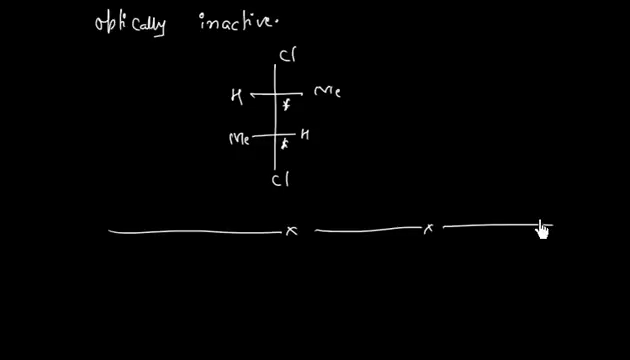 optically inactive.
Cl
H Me
*
Me H
*
Cl
x x